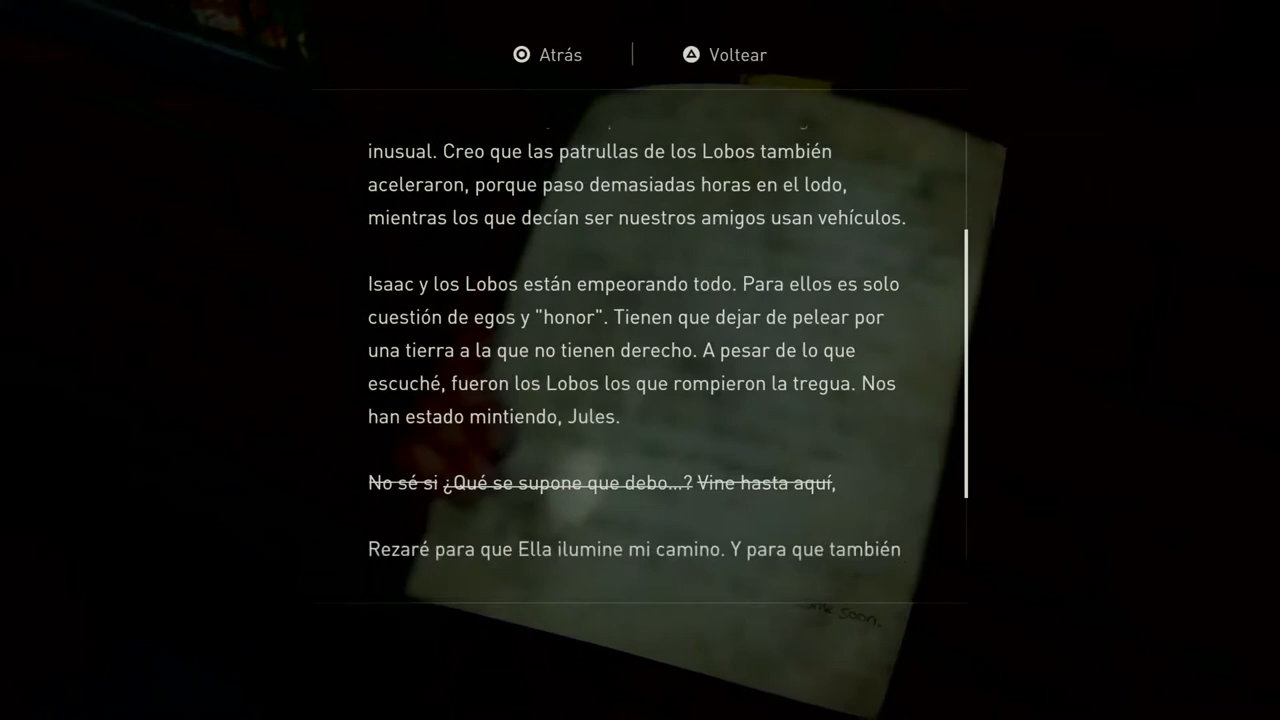 Atrás | Voltear
inusual. Creo que las patrullas de los Lobos también
aceleraron, porque paso demasiadas horas en el lodo,
mientras los que decían ser nuestros amigos usan vehículos.
Isaac y los Lobos están empeorando todo. Para ellos es solo
cuestión de egos y "honor". Tienen que dejar de pelear por
una tierra a la que no tienen derecho. A pesar de lo que
escuché, fueron los Lobos los que rompieron la tregua. Nos
han estado mintiendo, Jules.
No sé si ¿Qué se supone que debo...? Vine hasta aquí,
Rezaré para que Ella ilumine mi camino. Y para que también
soon.